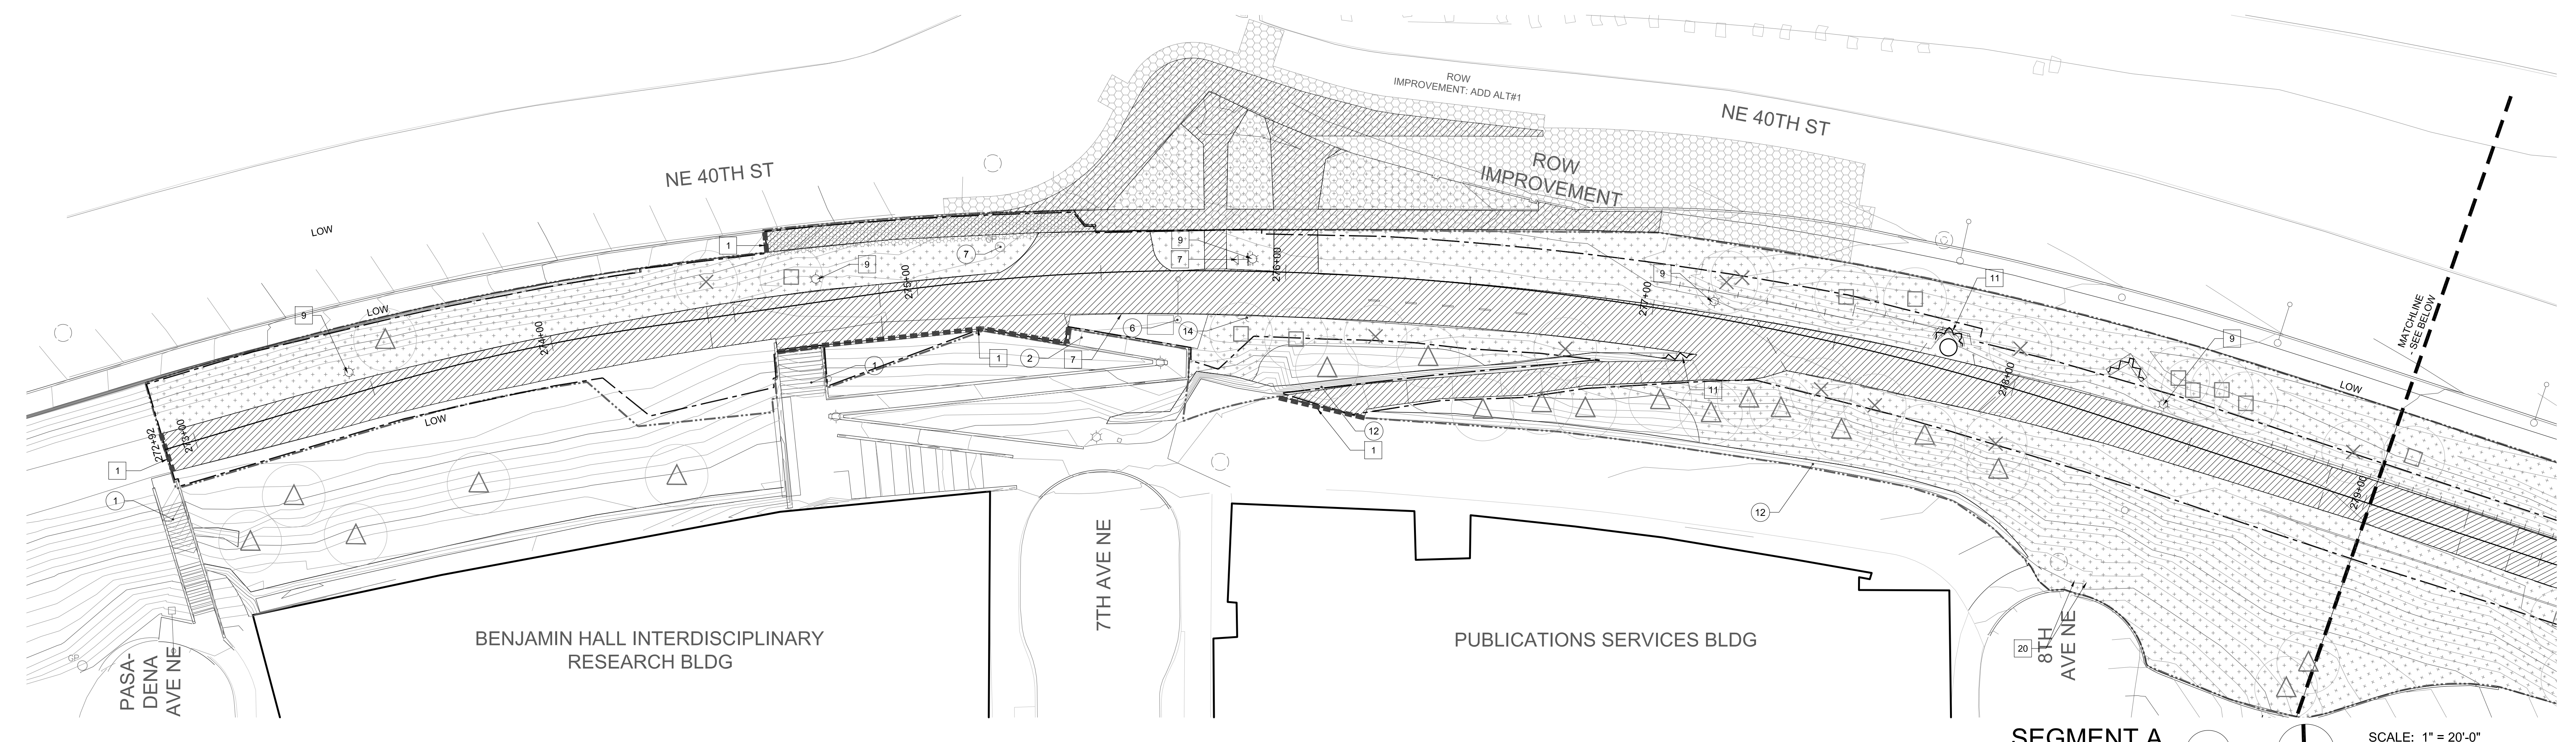 ROW
IMPROVEMENT: ADD ALT#1
NE 40TH ST
NE 40TH ST
ROW
IMPROVEMENT
LOW
1
9
7
7
9
275+00
276+00
9
277+00
11
MATCHLINE
- SEE BELOW
9
LOW
9
LOW
274+00
6
14
1
1
2
7
278+00
11
LOW
272+92
273+00
1
1
12
1
279+00
12
7TH AVE NE
BENJAMIN HALL INTERDISCIPLINARY
RESEARCH BLDG
PUBLICATIONS SERVICES BLDG
20
8TH
AVE NE
GP
PASA-
DENA
AVE NE
SEGMENT A
SCALE: 1" = 20'-0"